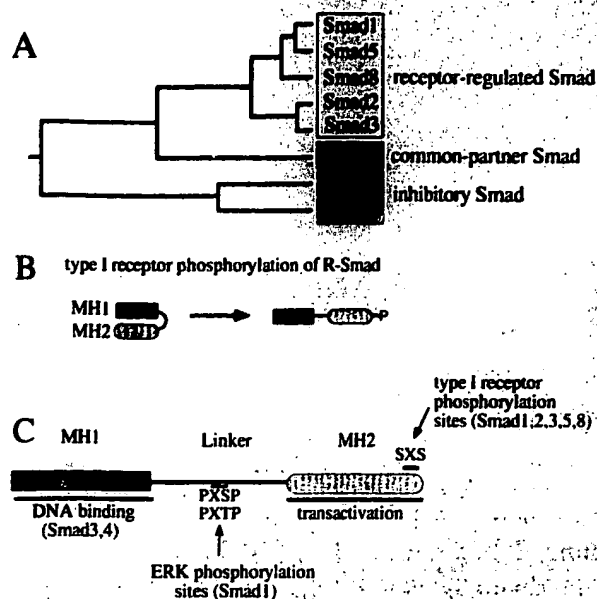 A
Smad1
Smad5
Smad8
Smad2
Smad3
receptor-regulated Smad
common-partner Smad
inhibitory Smad
B
type I receptor phosphorylation of R-Smad
MH1
MH2
P
C
type I receptor
phosphorylation
sites (Smad1,2,3,5,8)
MH1
Linker
MH2
SXS
PXSP
PXTP
DNA binding
(Smad3,4)
transactivation
ERK phosphorylation
sites (Smad1)